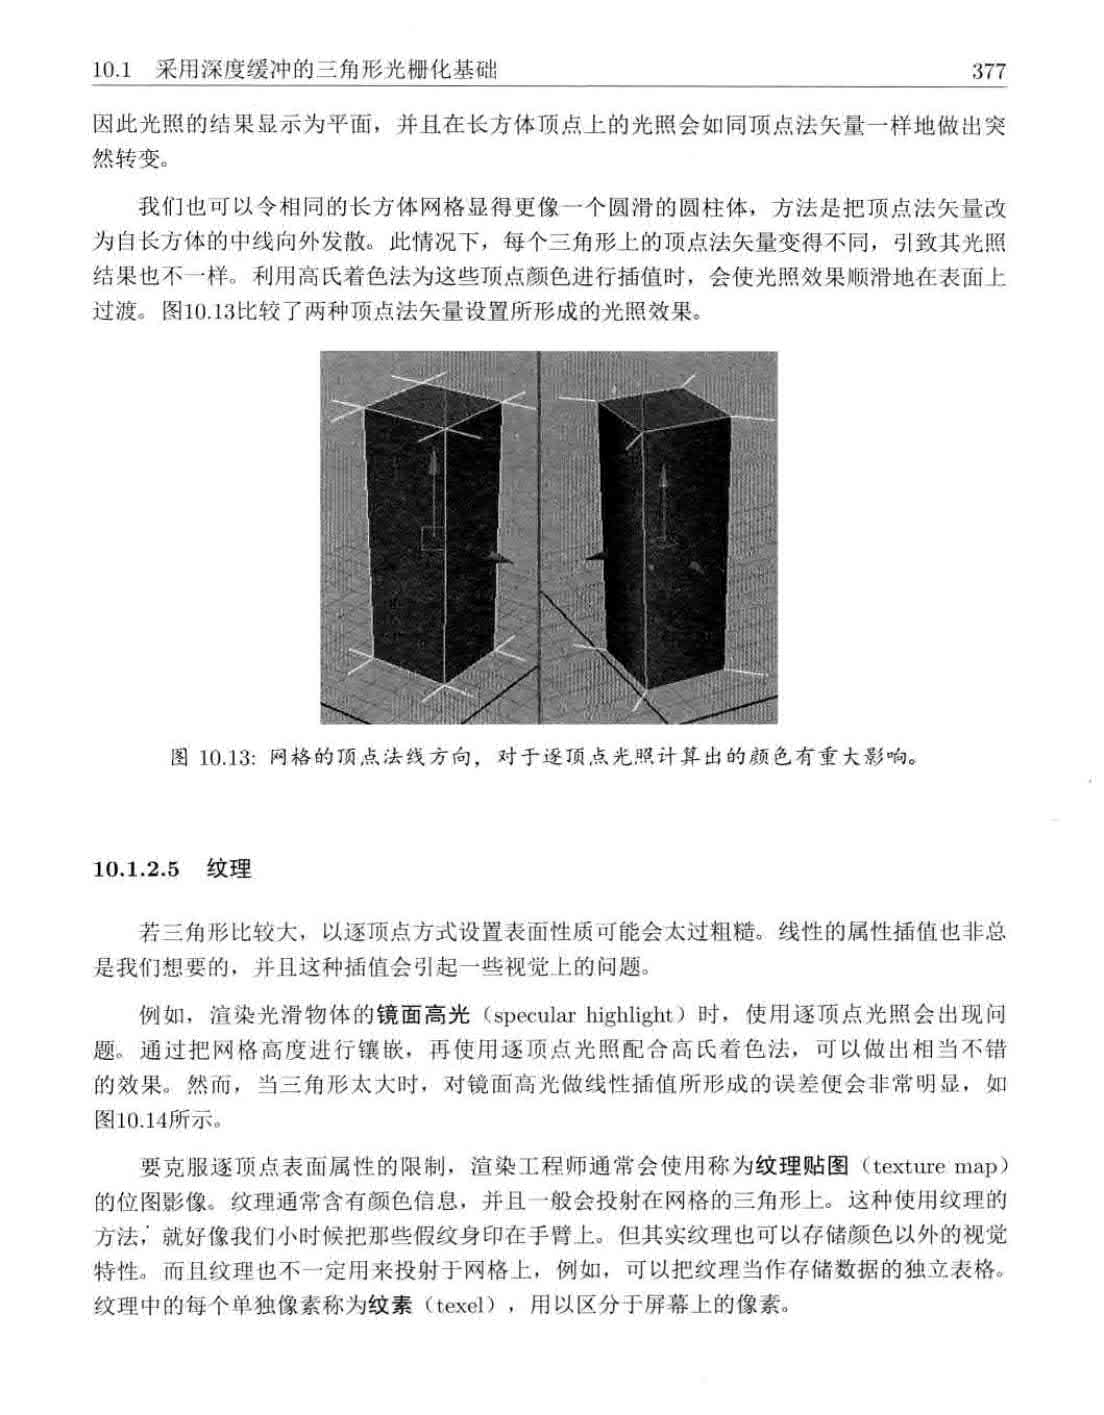 10.1 采用深度缓冲的三角形光栅化基础 377
因此光照的结果显示为平面，并且在长方体顶点上的光照会如同顶点法矢量一样地做出突
然转变。
我们也可以令相同的长方体网格显得更像一个圆滑的圆柱体，方法是把顶点法矢量改
为自长方体的中线向外发散。此情况下，每个三角形上的顶点法矢量变得不同，引致其光照
结果也不一样。利用高氏着色法为这些顶点颜色进行插值时，会使光照效果顺滑地在表面上
过渡。图10.13比较了两种顶点法矢量设置所形成的光照效果。
图 10.13: 网格的顶点法线方向，对于逐顶点光照计算出的颜色有重大影响。
10.1.2.5 纹理
若三角形比较大，以逐顶点方式设置表面性质可能会太过粗糙。线性的属性插值也非总
是我们想要的，并且这种插值会引起一些视觉上的问题。
例如，渲染光滑物体的镜面高光（specular highlight）时，使用逐顶点光照会出现问
题。通过把网格高度进行镶嵌，再使用逐顶点光照配合高氏着色法，可以做出相当不错
的效果。然而，当三角形太大时，对镜面高光做线性插值所形成的误差便会非常明显，如
图10.14所示。
要克服逐顶点表面属性的限制，渲染工程师通常会使用称为纹理贴图（texture map）
的位图影像。纹理通常含有颜色信息，并且一般会投射在网格的三角形上。这种使用纹理的
方法，就好像我们小时候把那些假纹身印在手臂上。但其实纹理也可以存储颜色以外的视觉
特性。而且纹理也不一定用来投射于网格上，例如，可以把纹理当作存储数据的独立表格。
纹理中的每个单独像素称为纹素（texel），用以区分于屏幕上的像素。